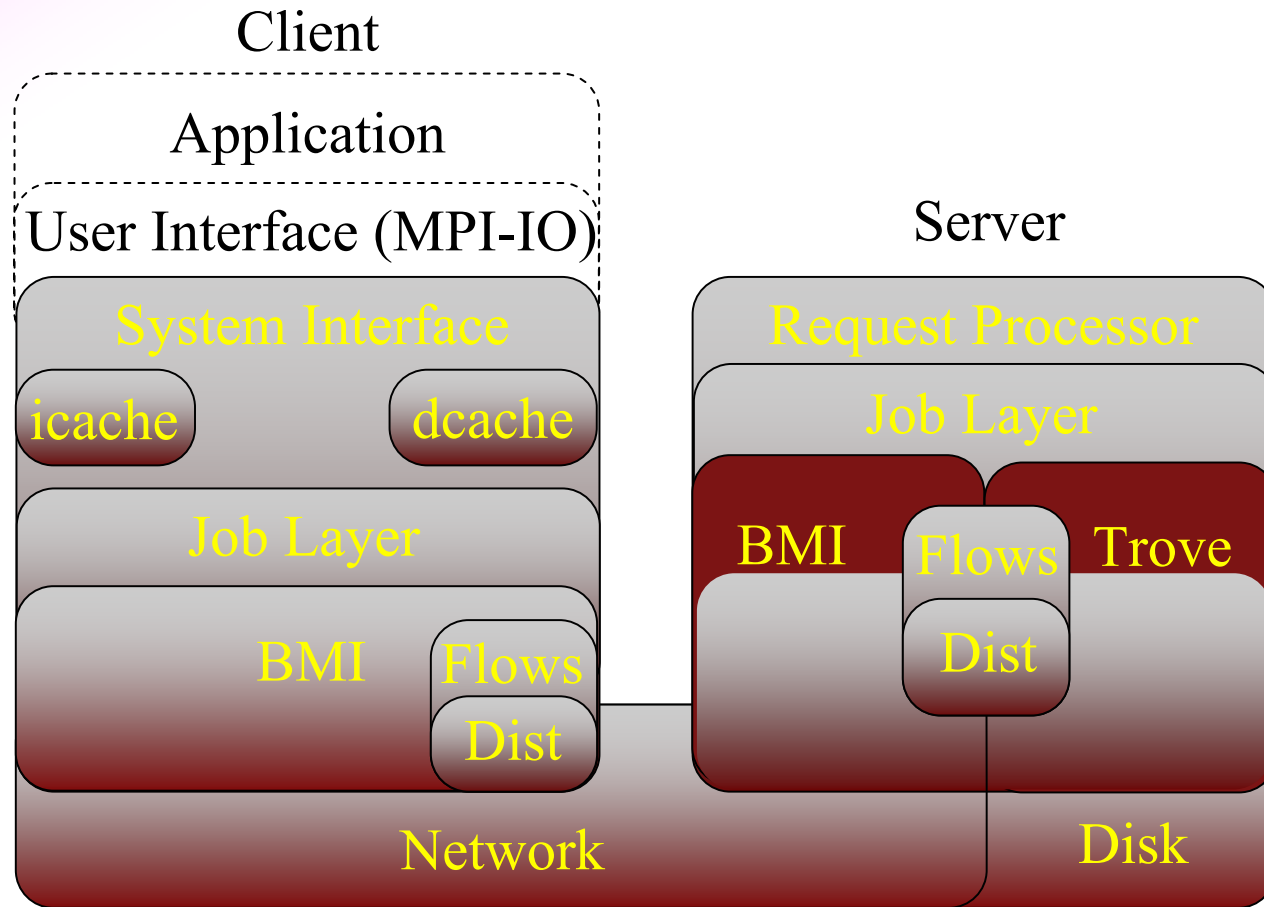 Client
Application
User Interface (MPI-IO)
System Interface
icache
dcache
Job Layer
BMI
Flows
Dist
Server
Request Processor
Job Layer
BMI
Flows
Trove
Dist
Network
Disk